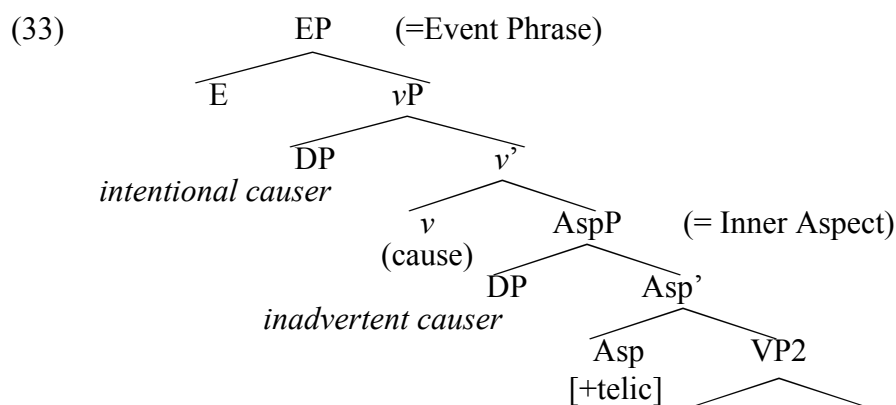 (33) EP (=Event Phrase)
E vP
DP v’
intentional causer
v AspP (= Inner Aspect)
(cause)
DP Asp’
inadvertent causer
Asp VP2
[+telic]